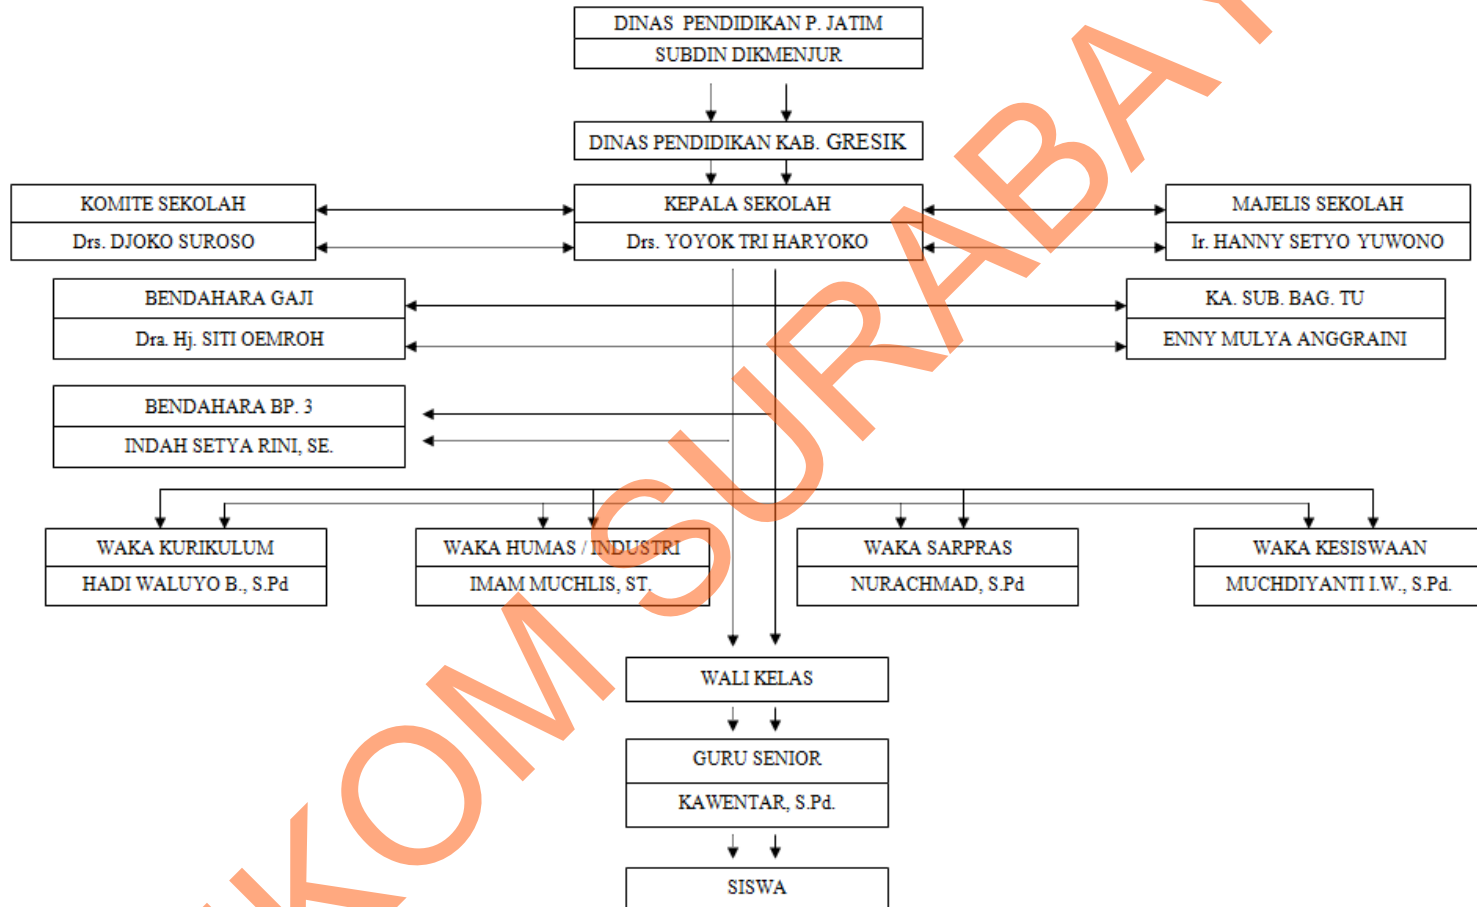 DINAS PENDIDIKAN P. JATIM
SUBDIN DIKMENJUR
DINAS PENDIDIKAN KAB. GRESIK
KOMITE SEKOLAH
Drs. DJOKO SUROSO
KEPALA SEKOLAH
Drs. YOYOK TRI HARYOKO
MAJELIS SEKOLAH
Ir. HANNY SETYO YUWONO
BENDAHARA GAJI
Dra. Hj. SITI OEMROH
KA. SUB. BAG. TU
ENNY MULYA ANGGRAINI
BENDAHARA BP. 3
INDAH SETYA RINI, SE.
WAKA KURIKULUM
HADI WALUYO B., S.Pd
WAKA HUMAS / INDUSTRI
IMAM MUCHLIS, ST.
WAKA SARPRAS
NURACHMAD, S.Pd
WAKA KESISWAAN
MUCHDIYANTI I.W., S.Pd.
WALI KELAS
GURU SENIOR
KAWENTAR, S.Pd.
SISWA
IKOM SURABAY